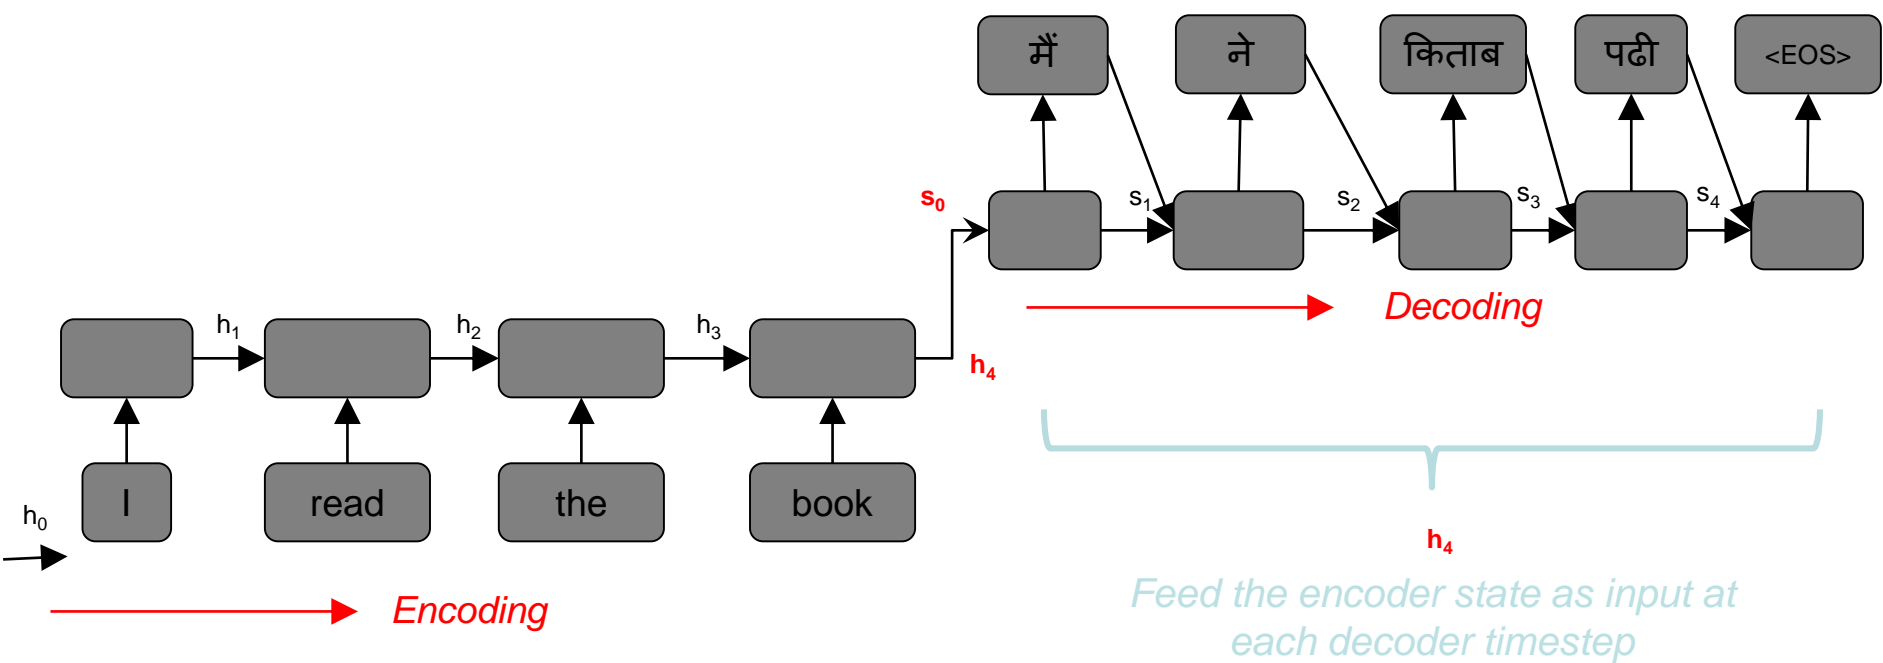 मैं ने किताब पढी <EOS>
s0 s1 s2 s3 s4
Decoding
h1 h2 h3 h4
I read the book
h0
h4
Encoding
Feed the encoder state as input at
each decoder timestep